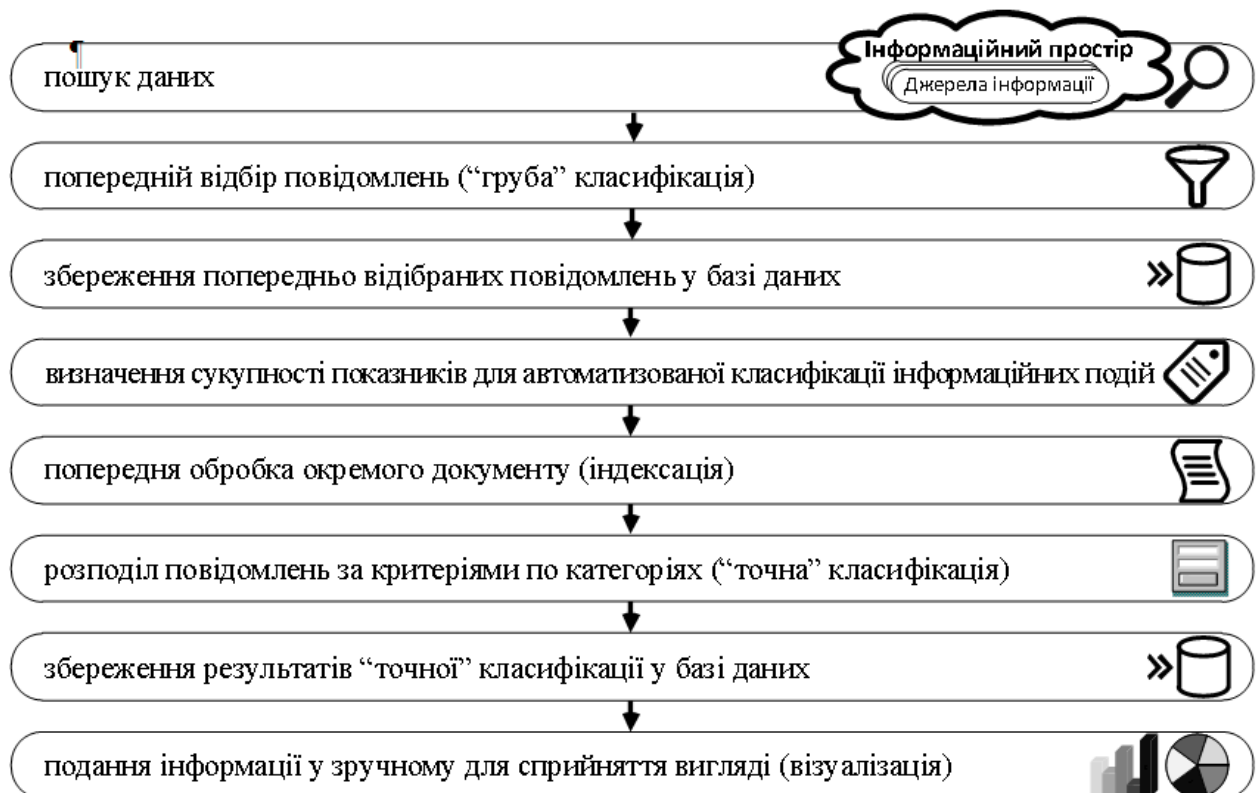 ¶
Інформаційний простір
Джерела інформації
пошук даних
попередній відбір повідомлень (“груба” класифікація)
збереження попередньо відібраних повідомлень у базі даних
визначення сукупності показників для автоматизованої класифікації інформаційних подій
попередня обробка окремого документу (індексація)
розподіл повідомлень за критеріями по категоріях (“точна” класифікація)
збереження результатів “точної” класифікації у базі даних
подання інформації у зручному для сприйняття вигляді (візуалізація)